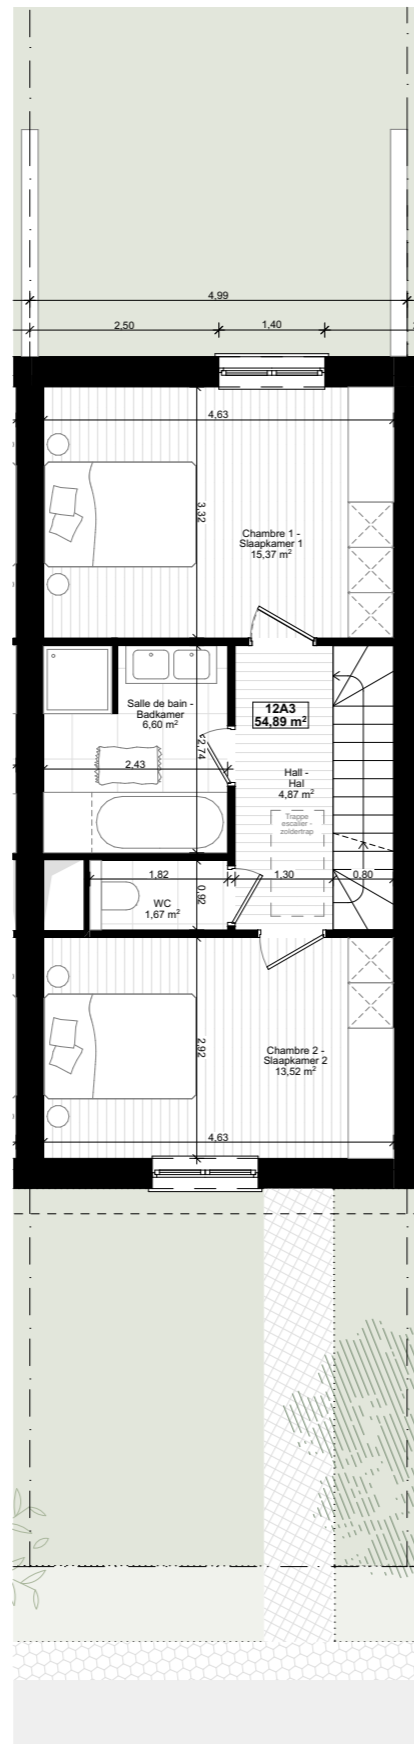 4,99
2,50
1,40
4,63
3,32
Chambre 1 -
Slaapkamer 1
15,37 m²
Salle de bain -
Badkamer
6,60 m²
2,74
2,43
12A3
54,89 m²
Hall -
Hal
4,87 m²
Trappe
escalier -
zoldertrap
1,82
0,92
1,30
0,80
WC
1,67 m²
2,92
Chambre 2 -
Slaapkamer 2
13,52 m²
4,63